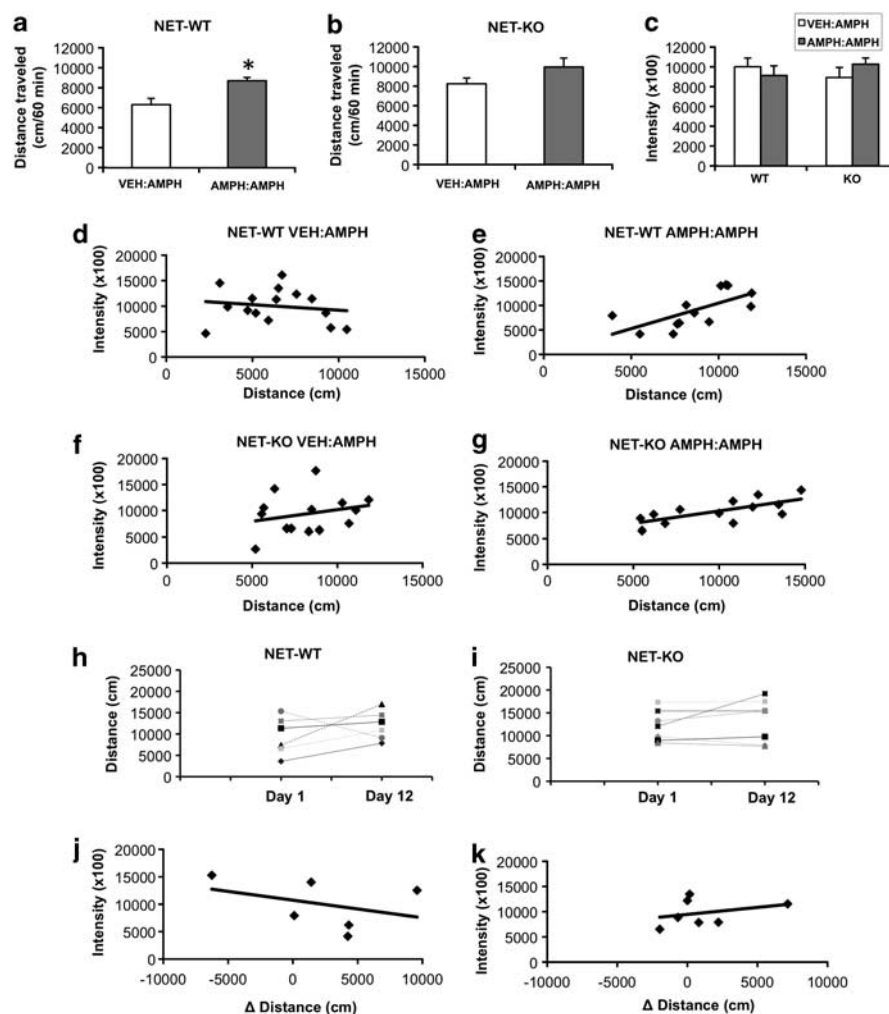 a
NET-WT
Distance traveled
(cm/60 min)
12000
10000
8000
6000
4000
2000
0
*
VEH:AMPH
AMPH:AMPH
b
NET-KO
Distance traveled
(cm/60 min)
12000
10000
8000
6000
4000
2000
0
VEH:AMPH
AMPH:AMPH
c
VEH:AMPH
AMPH:AMPH
Intensity (x100)
12000
10000
8000
6000
4000
2000
0
WT
KO
d
NET-WT VEH:AMPH
Intensity (x100)
20000
15000
10000
5000
0
0
5000
10000
15000
Distance (cm)
e
NET-WT AMPH:AMPH
Intensity (x100)
20000
15000
10000
5000
0
0
5000
10000
15000
Distance (cm)
f
NET-KO VEH:AMPH
Intensity (x100)
20000
15000
10000
5000
0
0
5000
10000
15000
Distance (cm)
g
NET-KO AMPH:AMPH
Intensity (x100)
20000
15000
10000
5000
0
0
5000
10000
15000
Distance (cm)
h
NET-WT
Distance (cm)
25000
20000
15000
10000
5000
0
Day 1
Day 12
i
NET-KO
Distance (cm)
25000
20000
15000
10000
5000
0
Day 1
Day 12
j
Intensity (x100)
20000
15000
10000
5000
0
-10000
-5000
0
5000
10000
Δ Distance (cm)
k
Intensity (x100)
20000
15000
10000
5000
0
-10000
-5000
0
5000
10000
Δ Distance (cm)